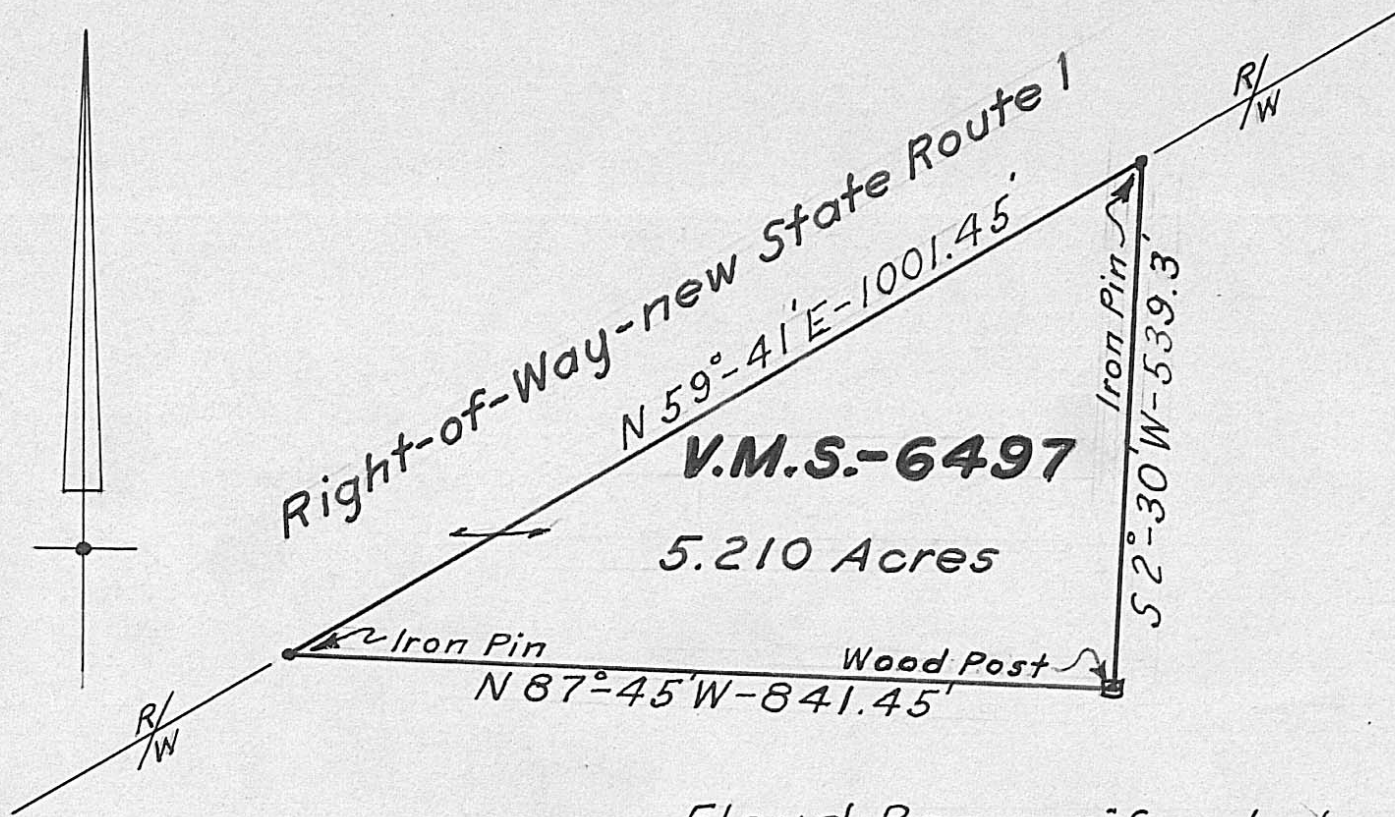 R/W
Right-of-Way-new State Route 1
N 59°-41'E-1001.45'
Iron Pin
S 2°-30'W-539.3'
V.M.S.-6497
5.210 Acres
Iron Pin
Wood Post
N 87°-45'W-841.45'
R/W